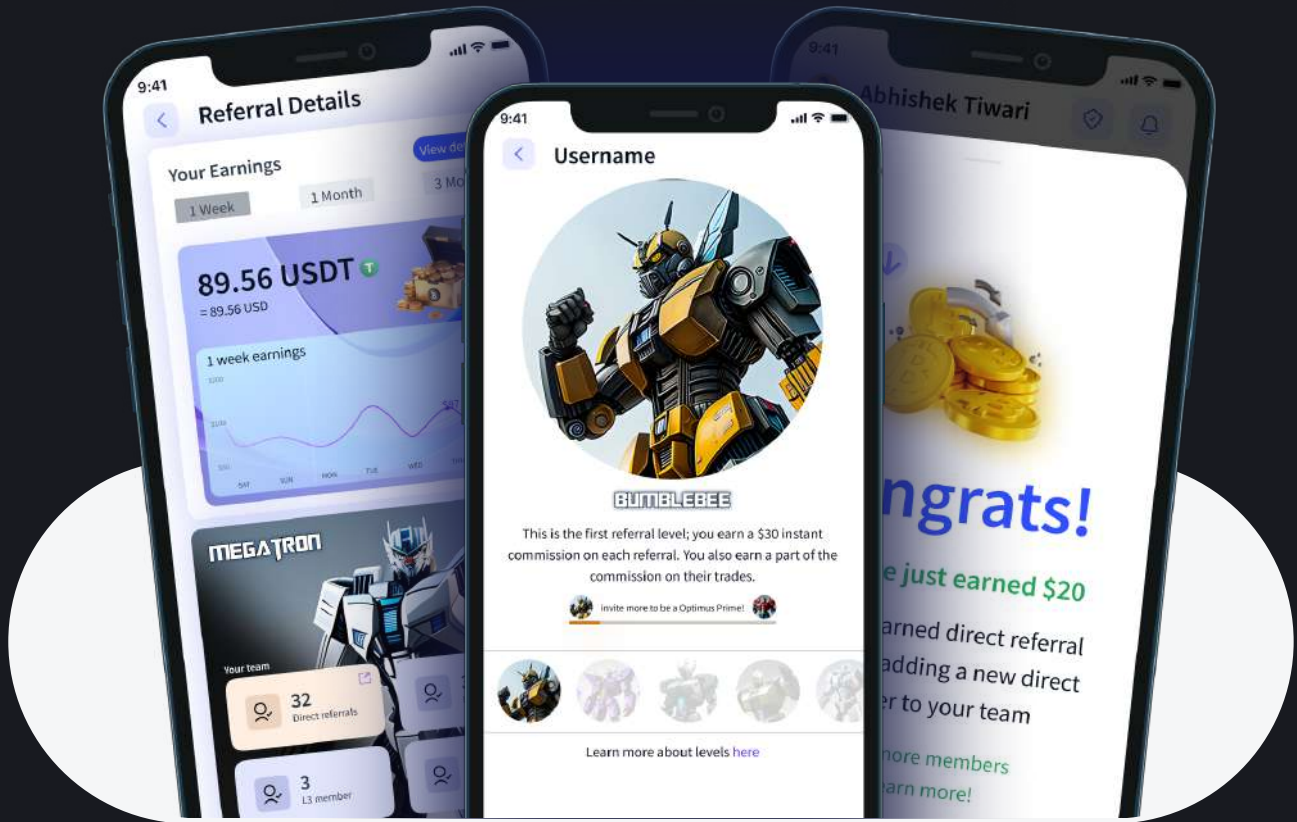 9:41
Referral Details
Your Earnings
View de
1 Week
1 Month
3 Mo
89.56 USDT
= 89.56 USD
1 week earnings
SAT
SUN
MON
TUE
WED
MEGATRON
Your team
32
Direct referrals
3
L3 member
9:41
Username
BUMBLEBEE
This is the first referral level; you earn a $30 instant
commission on each referral. You also earn a part of the
commission on their trades.
invite more to be a Optimus Prime!
Learn more about levels here
9:41
Abhishek Tiwari
ngrats!
e just earned $20
arned direct referral
adding a new direct
er to your team
more members
earn more!